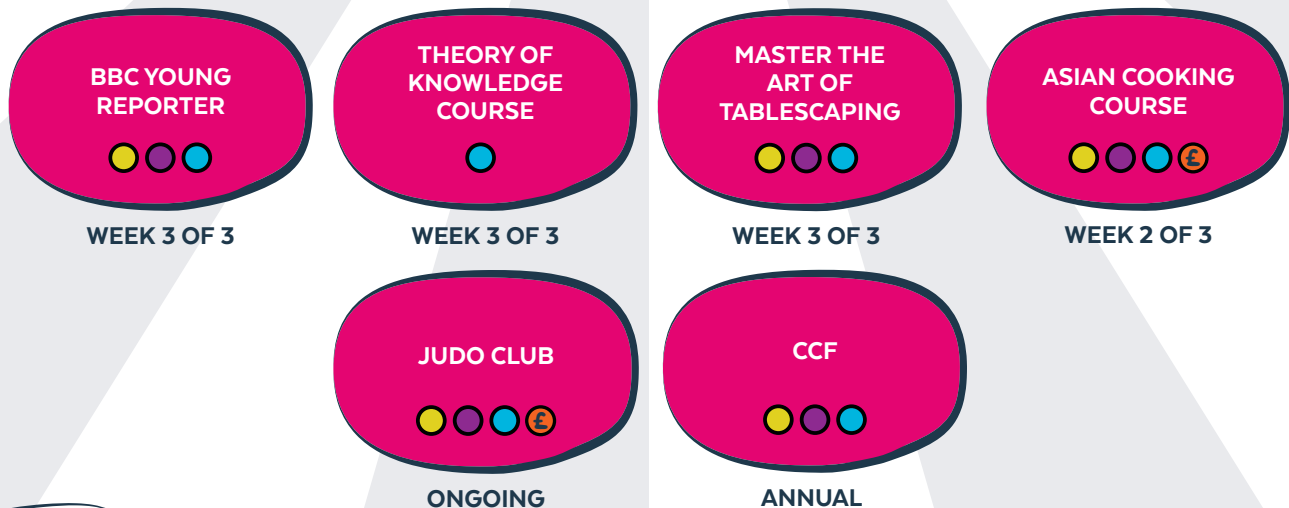 BBC YOUNG
REPORTER
WEEK 3 OF 3
THEORY OF
KNOWLEDGE
COURSE
WEEK 3 OF 3
MASTER THE
ART OF
TABLESCAPING
WEEK 3 OF 3
ASIAN COOKING
COURSE
£
WEEK 2 OF 3
JUDO CLUB
£
ONGOING
CCF
ANNUAL